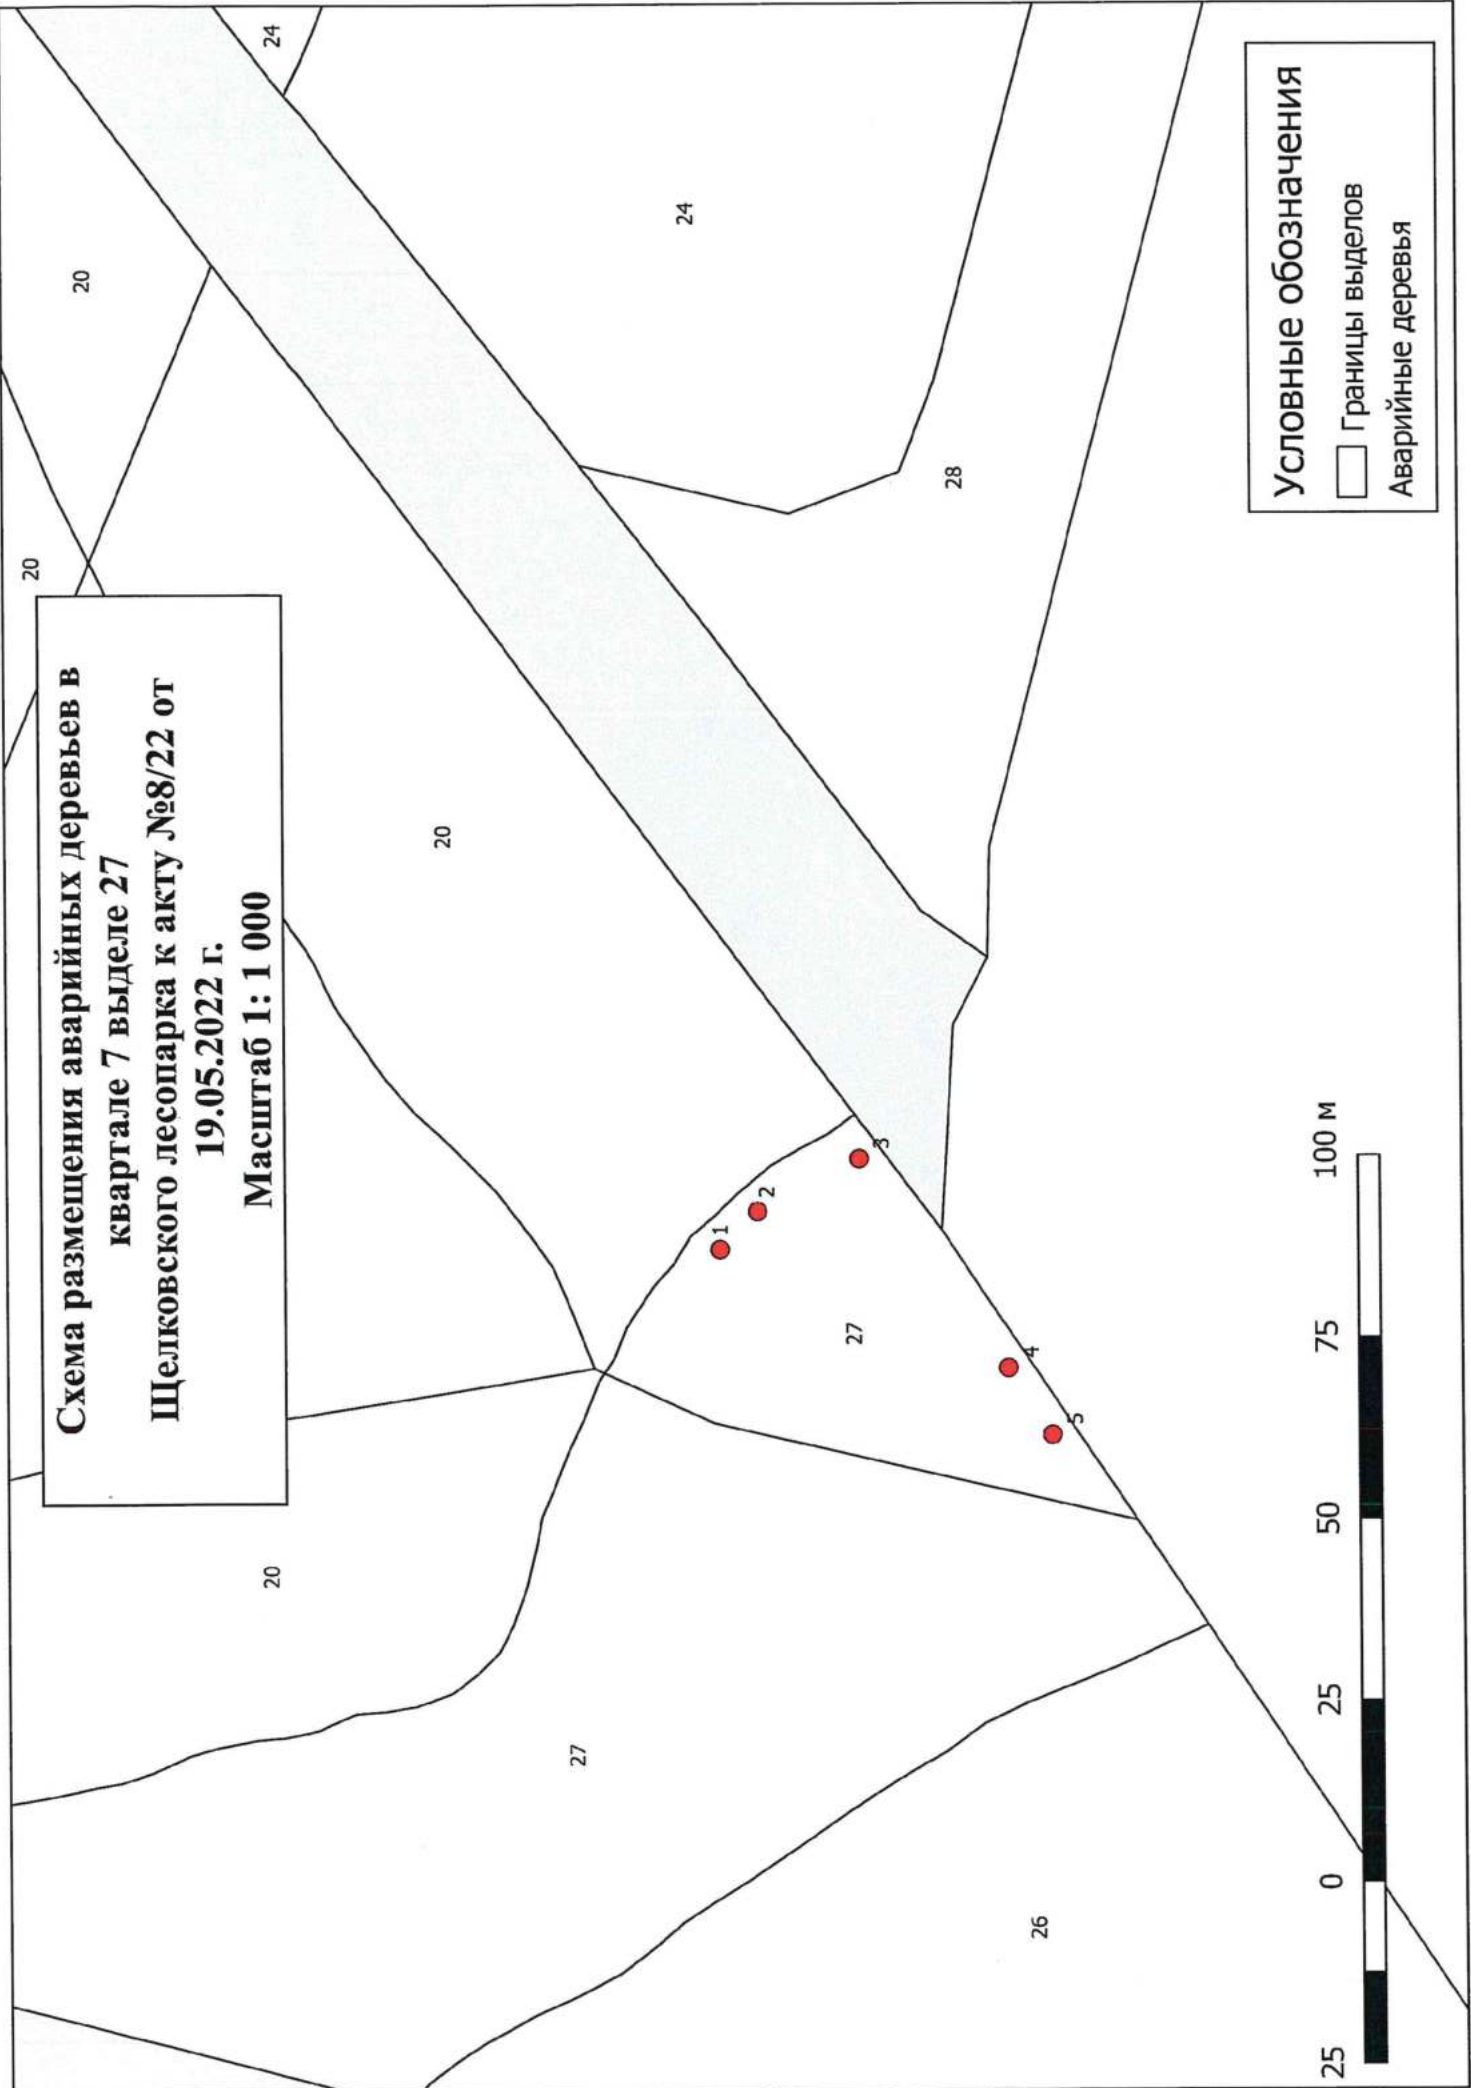 Схема размещения аварийных деревьев в
квартале 7 выделе 27
Щелковского лесопарка к акту №8/22 от
19.05.2022 г.
Масштаб 1: 1 000
20
20
20
20
24
24
28
1
2
3
27
4
5
27
26
25 0 25 50 75 100 м
Условные обозначения
Границы выделов
Аварийные деревья